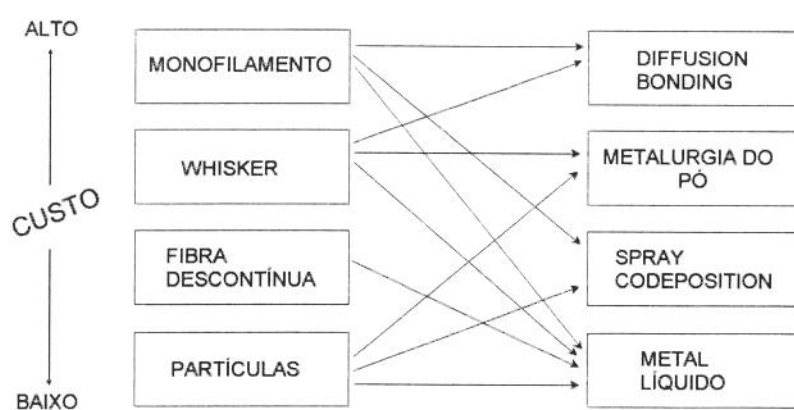 ALTO
MONOFILAMENTO
DIFFUSION
BONDING
WHISKER
METALURGIA DO
PÓ
CUSTO
FIBRA
DESCONTÍNUA
SPRAY
CODEPOSITION
PARTÍCULAS
METAL
LÍQUIDO
BAIXO